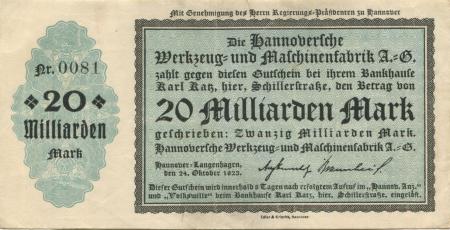 Mit Genehmigung des Herrn Regierungs-Präsidenten zu Hannover
Die Hannoversche
Werkzeug- und Maschinenfabrik A.-G.
zahlt gegen diesen Gutschein bei ihrem Bankhause
Karl Katz, hier, Schillerstraße, den Betrag von
20 Milliarden Mark
geschrieben: Zwanzig Milliarden Mark.
Hannoversche Werkzeug- und Maschinenfabrik A.-G.
Hannover-Langenhagen,
den 24. Oktober 1923.
Dieser Gutschein wird innerhalb 8 Tagen nach erfolgtem Aufruf im „Hannov. Anz.“
und „Volkswille“ beim Bankhause Karl Katz, hier, Schillerstraße, eingelöst.
Nr. 0081
20
Milliarden
Mark